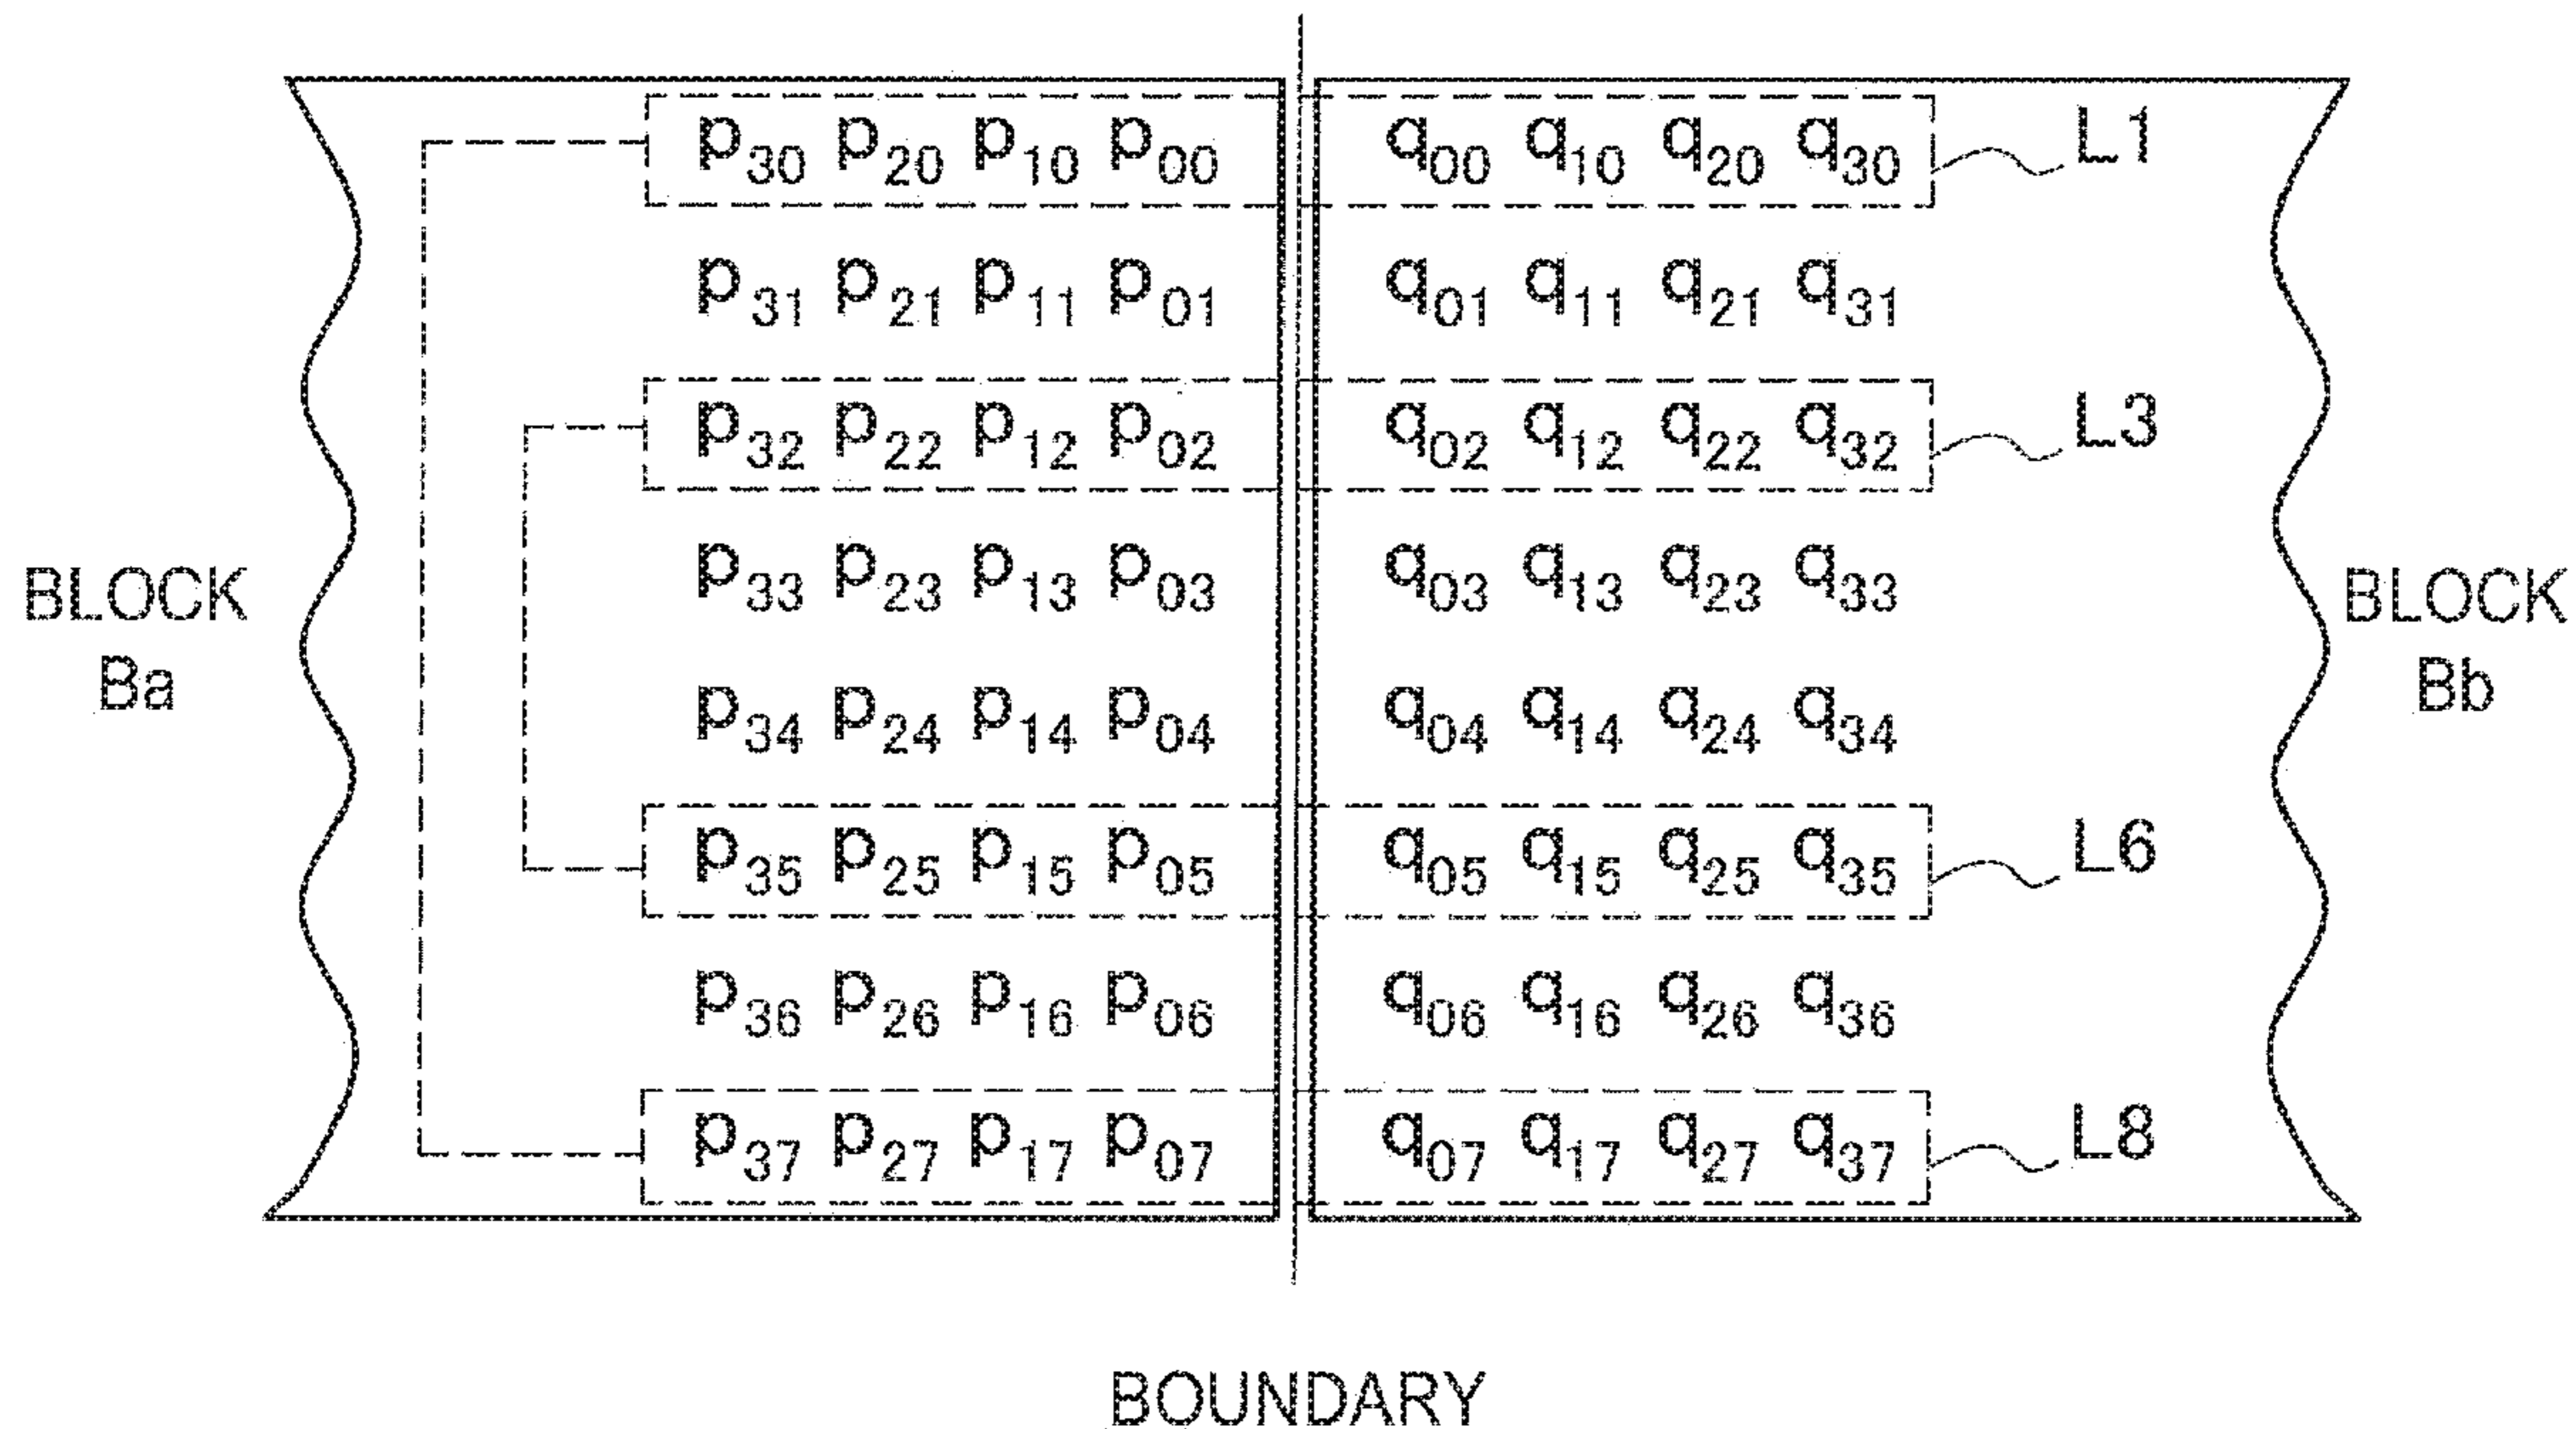 p30 p20 p10 p00 q00 q10 q20 q30 L1
p31 p21 p11 p01 q01 q11 q21 q31
p32 p22 p12 p02 q02 q12 q22 q32 L3
p33 p23 p13 p03 q03 q13 q23 q33
BLOCK Ba
BLOCK Bb
p34 p24 p14 p04 q04 q14 q24 q34
p35 p25 p15 p05 q05 q15 q25 q35 L6
p36 p26 p16 p06 q06 q16 q26 q36
p37 p27 p17 p07 q07 q17 q27 q37 L8
BOUNDARY